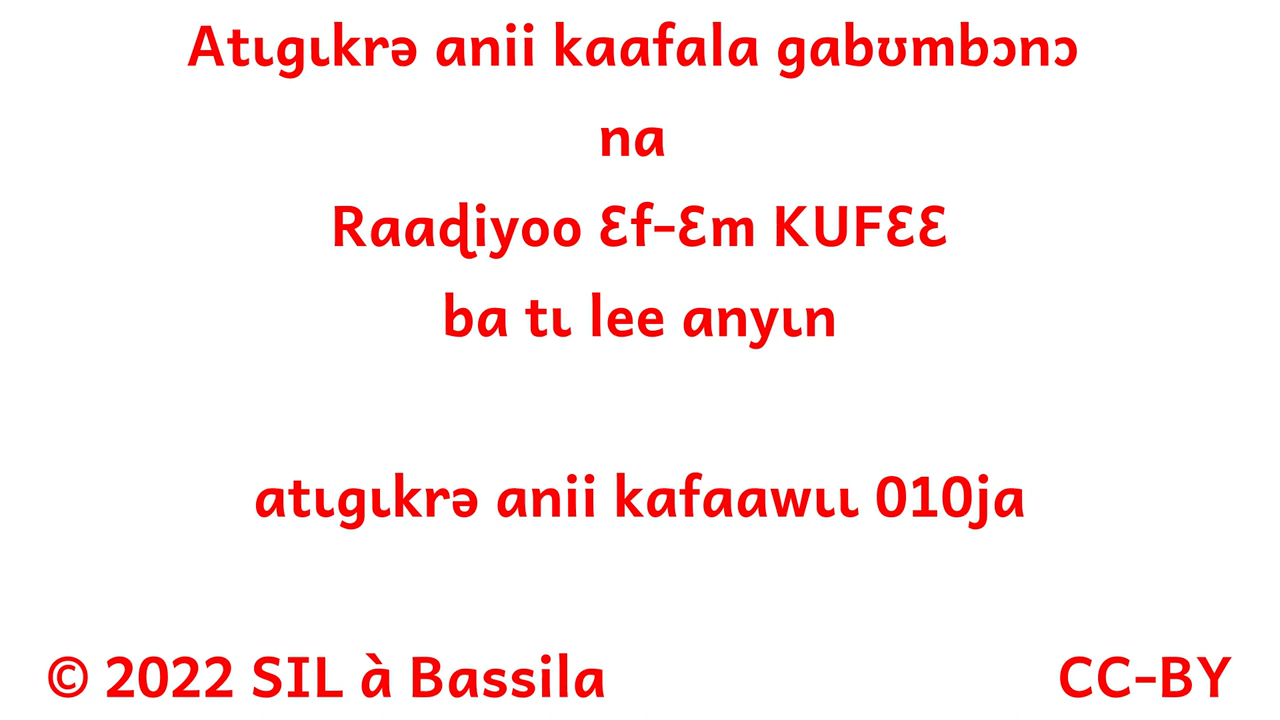 Atɩgɩkrə anii kaafala gabʊmbɔnɔ
na
Raaɖiyoo Ɛf-Ɛm KUFƐƐ
ba tɩ lee anyɩn
atɩgɩkrə anii kafaawɩɩ 010ja
© 2022 SIL à Bassila CC-BY